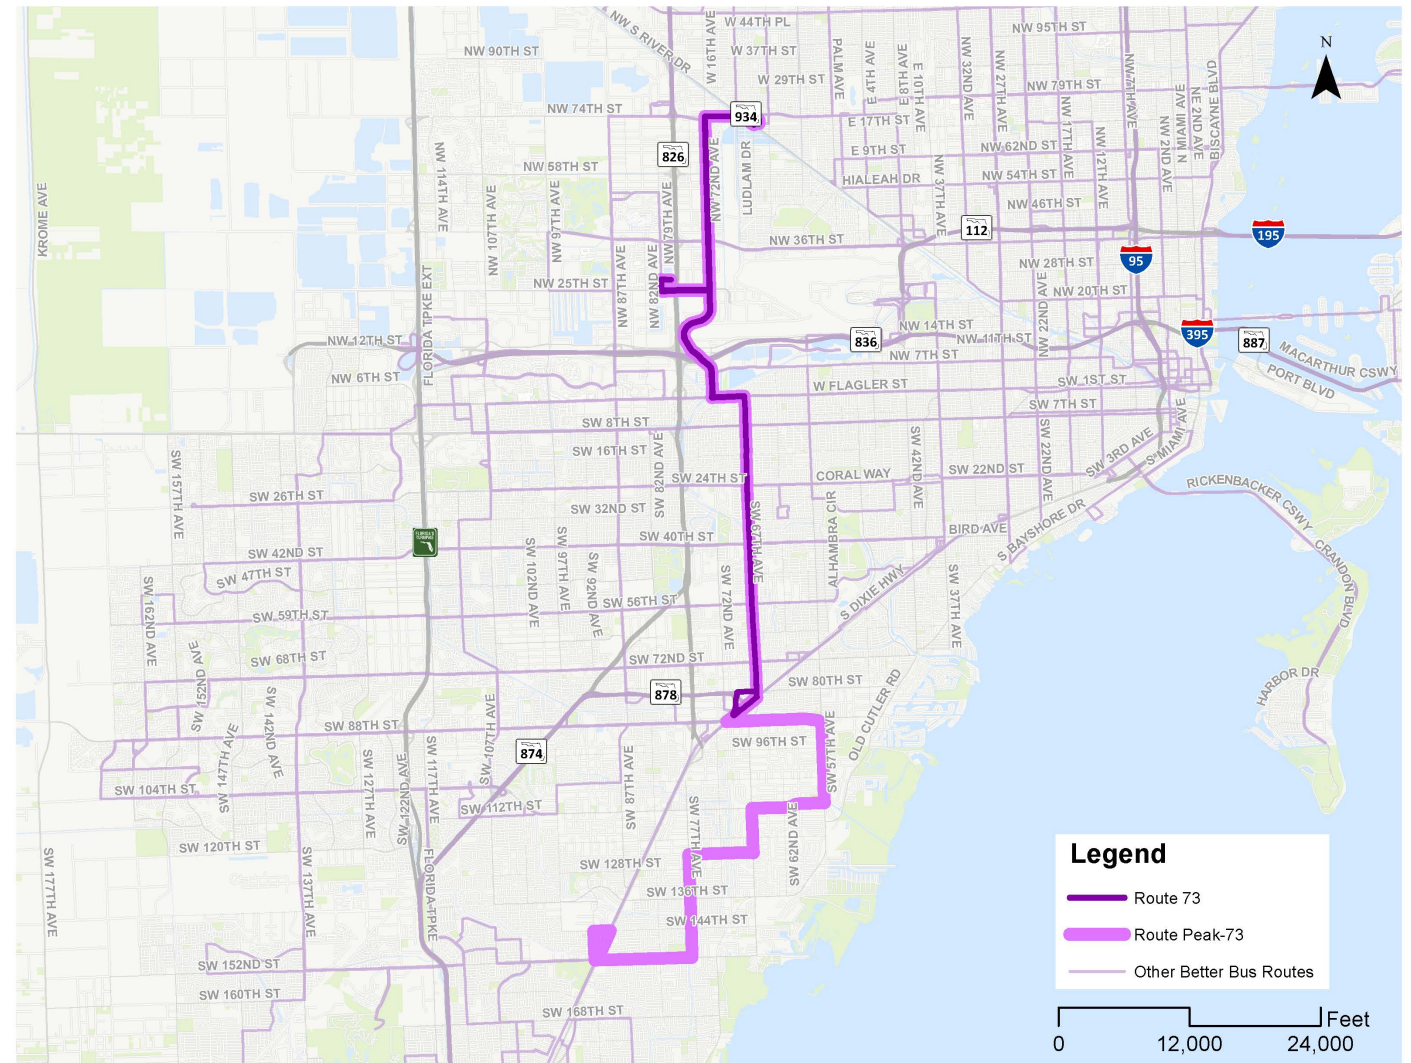 W 44TH PL
NW 95TH ST
NW S RIVER DR
NW 90TH ST
W 16TH AVE
W 37TH ST
W 29TH ST
PALM AVE
E 4TH AVE
E 8TH AVE
E 10TH AVE
NW 32ND AVE
NW 27TH AVE
NW 79TH ST
NW 7TH AVE
BISCAYNE BLVD
N
NW 74TH ST
934
E 17TH ST
NW 17TH AVE
NW 12TH AVE
NW 2ND AVE
N MIAMI AVE
NE 2ND AVE
826
NW 58TH ST
E 9TH ST
NW 62ND ST
HIALEAH DR
NW 54TH ST
NW 46TH ST
KROME AVE
NW 114TH AVE
NW 107TH AVE
NW 97TH AVE
NW 79TH AVE
NW 72ND AVE
LUDLAM DR
NW 37TH AVE
112
195
NW 36TH ST
95
NW 28TH ST
NW 25TH ST
NW 87TH AVE
NW 82ND AVE
NW 20TH ST
NW 22ND AVE
FLORIDA TPKE EXT
NW 12TH ST
836
NW 14TH ST
NW 11TH ST
NW 7TH ST
395
887
MACARTHUR CSWY
PORT BLVD
NW 6TH ST
W FLAGLER ST
SW 1ST ST
SW 7TH ST
SW 8TH ST
SW 16TH ST
SW 82ND AVE
SW 42ND AVE
SW 22ND AVE
SW 3RD AVE
S MIAMI AVE
SW 157TH AVE
SW 24TH ST
CORAL WAY
SW 22ND ST
RICKENBACKER CSWY
SW 26TH ST
SW 32ND ST
SW 67TH AVE
ALHAMBRA CIR
BIRD AVE
S BAYSHORE DR
SW 40TH ST
SW 42ND ST
SW 47TH ST
SW 102ND AVE
SW 97TH AVE
SW 92ND AVE
SW 72ND AVE
S DIXIE HWY
SW 37TH AVE
CRANDON BLVD
SW 162ND AVE
SW 59TH ST
SW 56TH ST
SW 152ND AVE
SW 68TH ST
SW 72ND ST
SW 80TH ST
OLD CUTLER RD
HARBOR DR
878
SW 142ND AVE
SW 147TH AVE
SW 88TH ST
SW 107TH AVE
SW 96TH ST
SW 57TH AVE
874
SW 127TH AVE
SW 122ND AVE
SW 117TH AVE
SW 87TH AVE
SW 104TH ST
SW 112TH ST
SW 77TH AVE
SW 62ND AVE
SW 120TH ST
SW 177TH AVE
SW 137TH AVE
FLORIDA TPKE
SW 128TH ST
SW 136TH ST
SW 144TH ST
SW 152ND ST
SW 160TH ST
SW 168TH ST
Legend
Route 73
Route Peak-73
Other Better Bus Routes
Feet
0
12,000
24,000